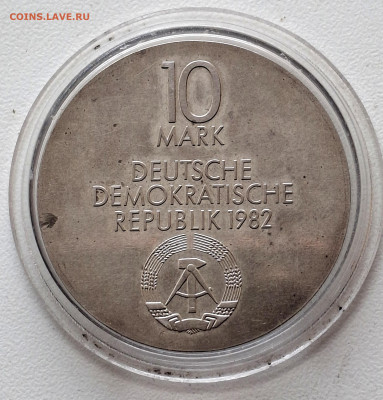 COINS.LAVE.RU
10
MARK
DEUTSCHE
DEMOKRATISCHE
REPUBLIK 1982